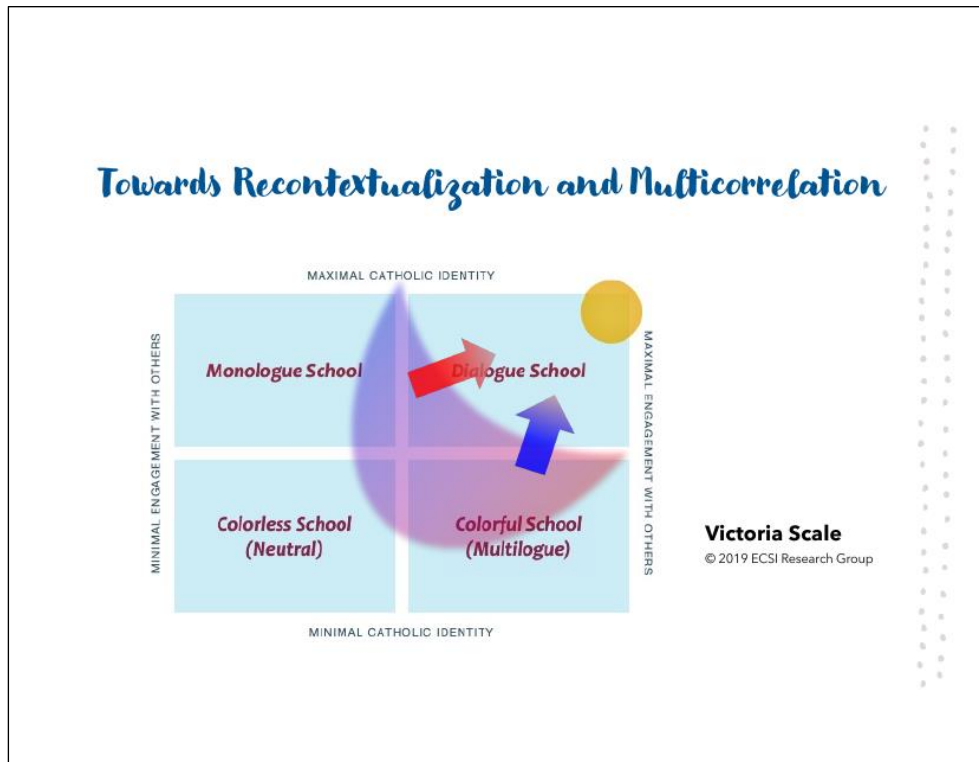 Towards Recontextualization and Multicorrelation
MAXIMAL CATHOLIC IDENTITY
MINIMAL ENGAGEMENT WITH OTHERS
Monologue School
Dialogue School
MAXIMAL ENGAGEMENT WITH OTHERS
Colorless School
(Neutral)
Colorful School
(Multilogue)
MINIMAL CATHOLIC IDENTITY
Victoria Scale
© 2019 ECSI Research Group